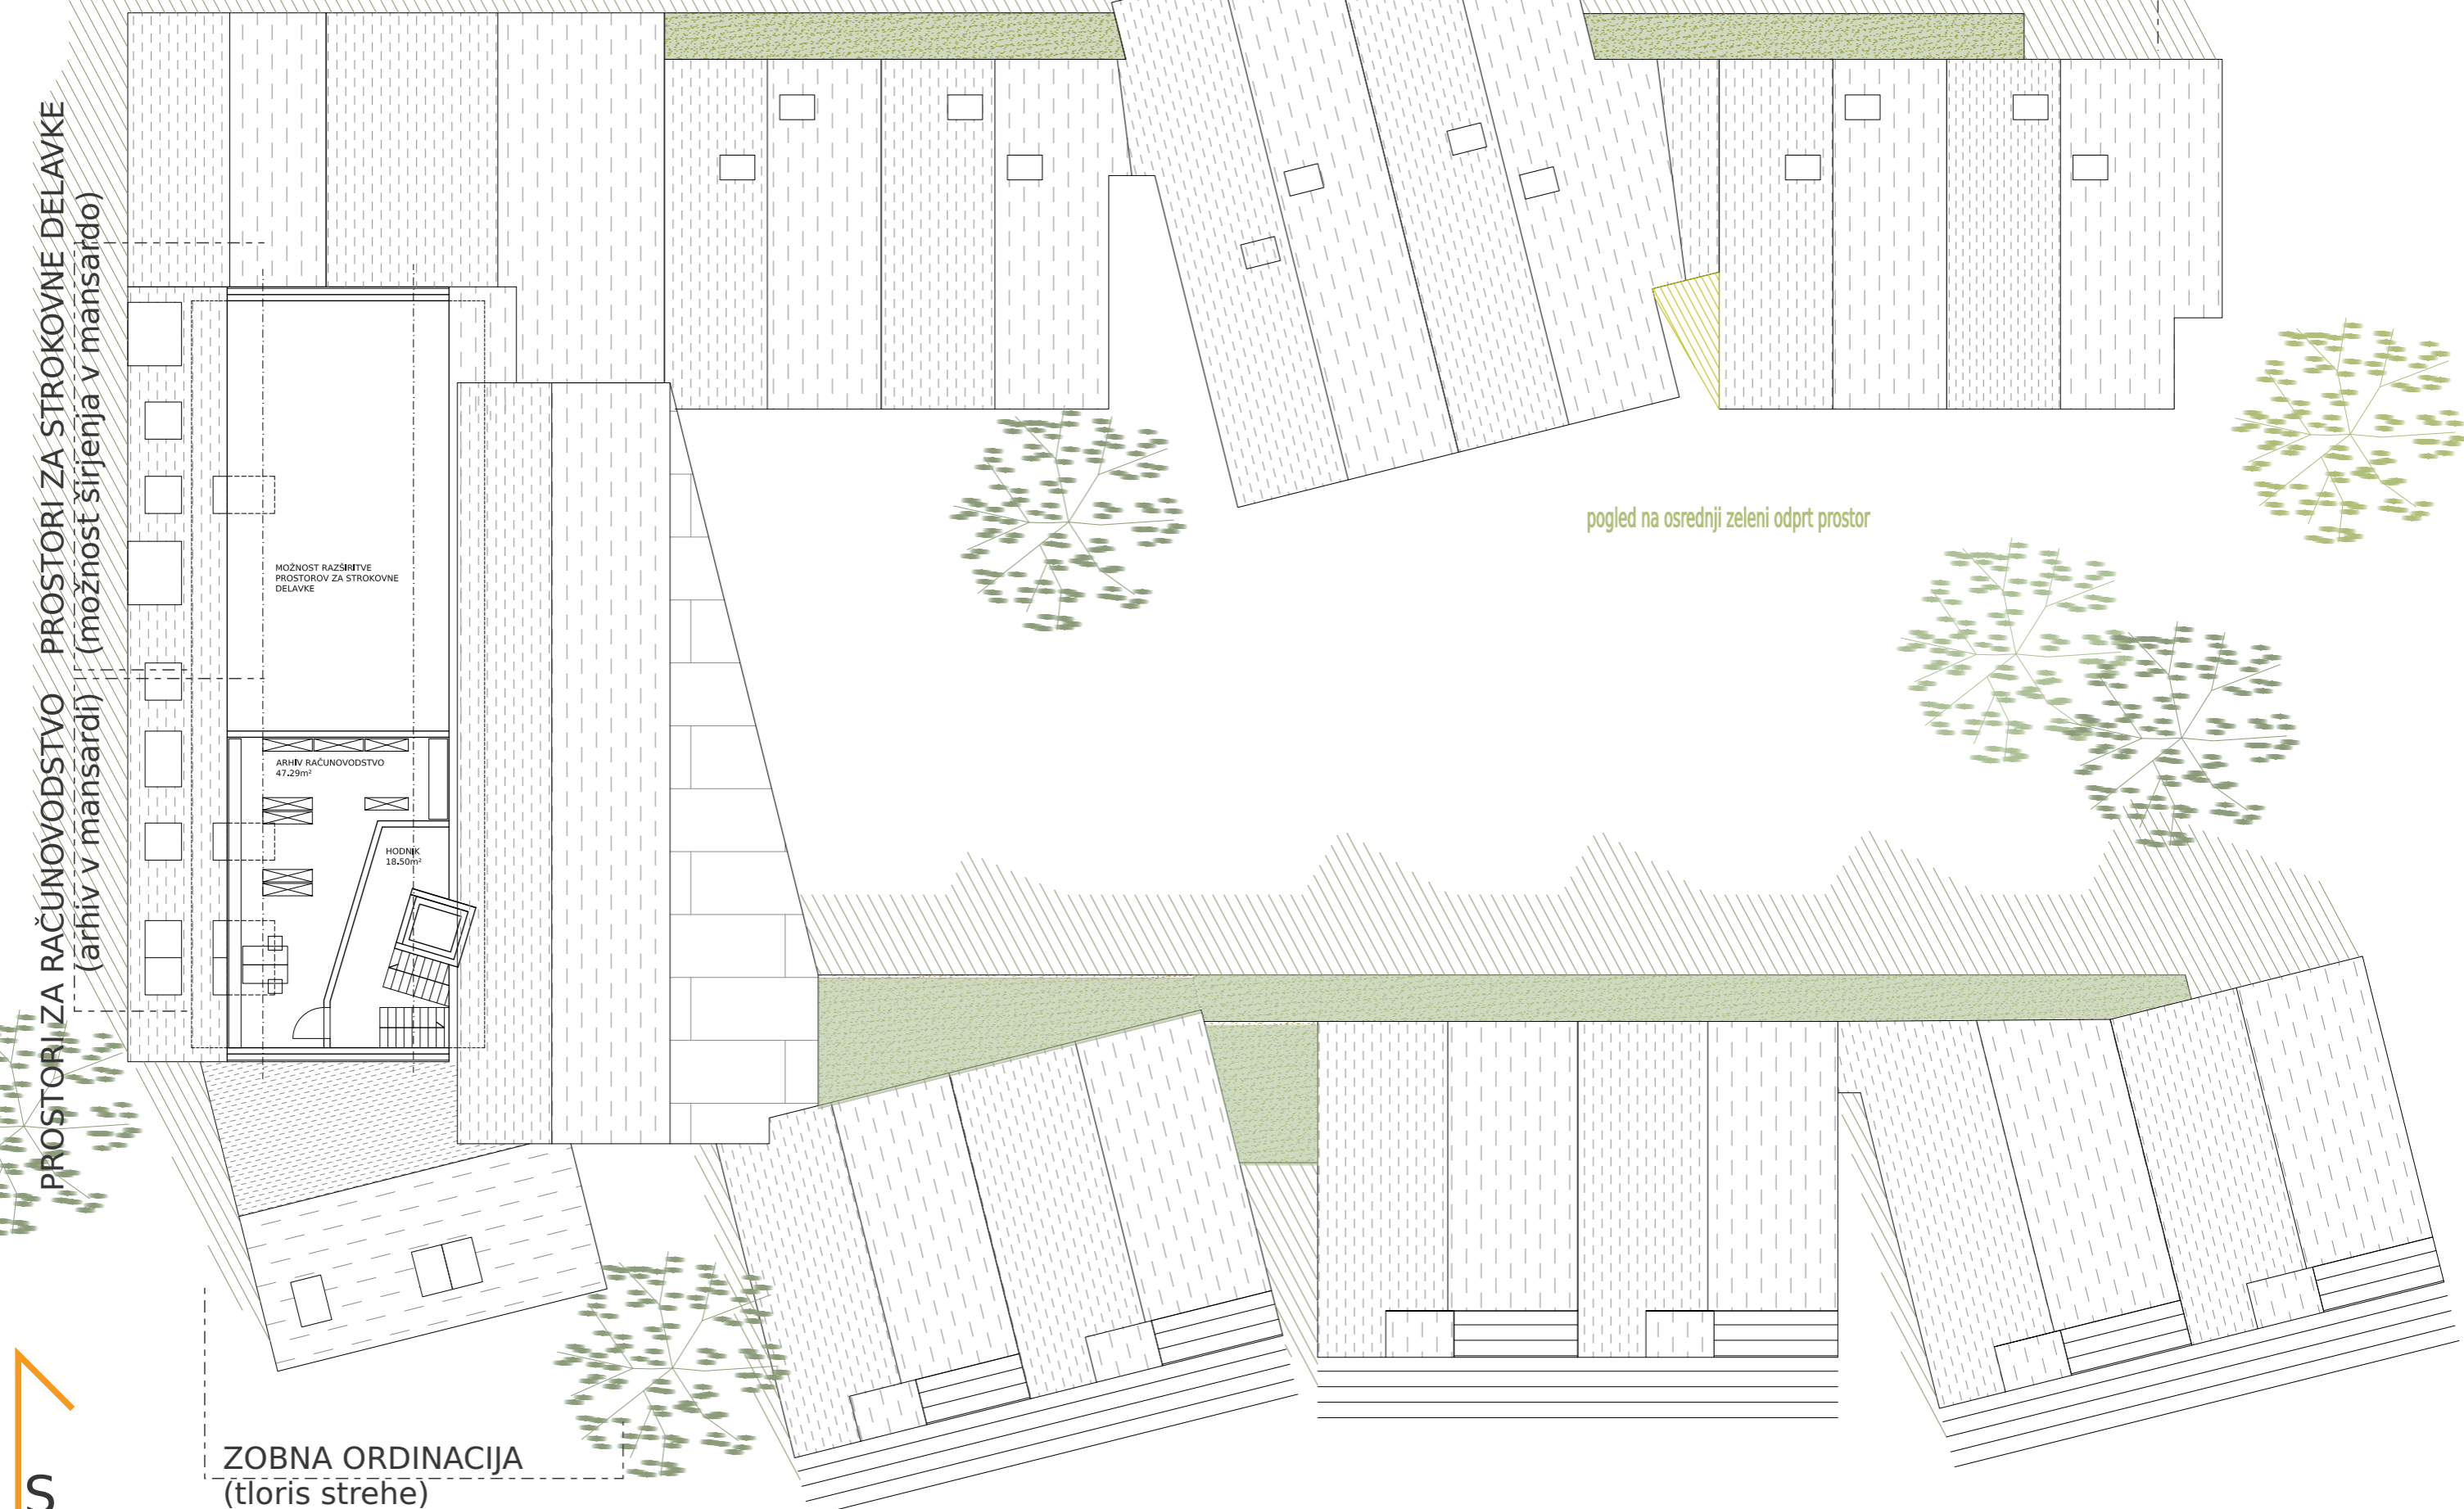 PROSTORI ZA STROKOVNE DELAVKE
(možnost širjenja v mansardo)
PROSTORI ZA RAČUNOVODSTVO
(arhiv v mansardi)
MOŽNOST RAZŠIRITVE
PROSTOROV ZA STROKOVNE
DELAVKE
ARHIV RAČUNOVODSTVO
47.29m²
HODNIK
18.50m²
pogled na osrednji zeleni odprt prostor
ZOBNA ORDINACIJA
(tloris strehe)
S